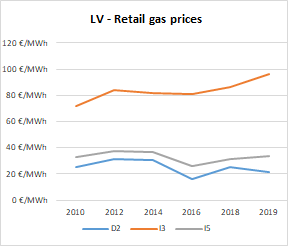 LV - Retail gas prices
120 €/MWh
100 €/MWh
80 €/MWh
60 €/MWh
40 €/MWh
20 €/MWh
0 €/MWh
2010 2012 2014 2016 2018 2019
D2 I3 I5